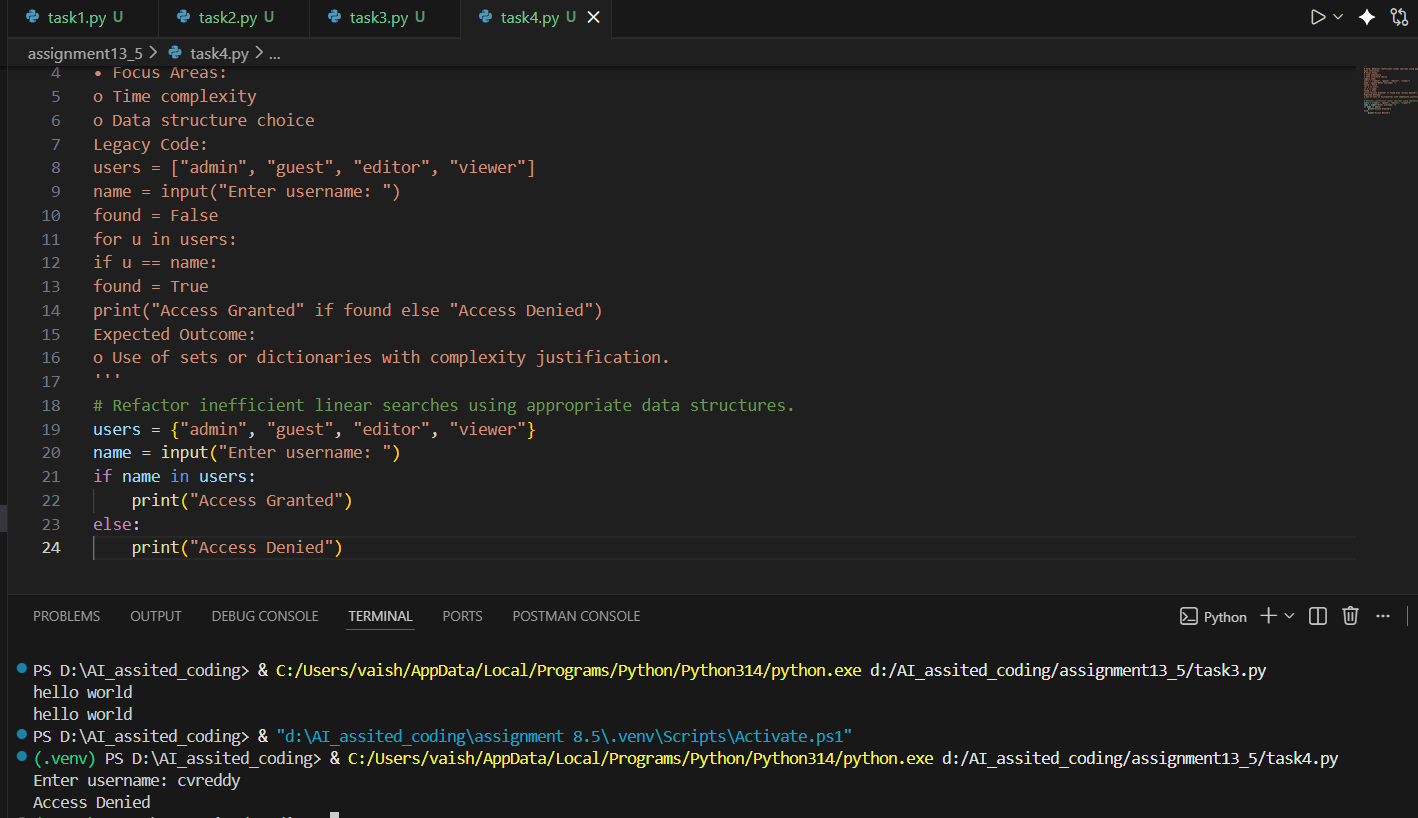 task1.py U task2.py U task3.py U task4.py U
assignment13_5 > task4.py > ...
4 • Focus Areas:
5 o Time complexity
6 o Data structure choice
7 Legacy Code:
8 users = ["admin", "guest", "editor", "viewer"]
9 name = input("Enter username: ")
10 found = False
11 for u in users:
12 if u == name:
13 found = True
14 print("Access Granted" if found else "Access Denied")
15 Expected Outcome:
16 o Use of sets or dictionaries with complexity justification.
17 '''
18 # Refactor inefficient linear searches using appropriate data structures.
19 users = {"admin", "guest", "editor", "viewer"}
20 name = input("Enter username: ")
21 if name in users:
22     print("Access Granted")
23 else:
24     print("Access Denied")
PROBLEMS OUTPUT DEBUG CONSOLE TERMINAL PORTS POSTMAN CONSOLE Python
PS D:\AI_assited_coding> & C:/Users/vaish/AppData/Local/Programs/Python/Python314/python.exe d:/AI_assited_coding/assignment13_5/task3.py
hello world
hello world
PS D:\AI_assited_coding> & "d:\AI_assited_coding\assignment 8.5\.venv\Scripts\Activate.ps1"
(.venv) PS D:\AI_assited_coding> & C:/Users/vaish/AppData/Local/Programs/Python/Python314/python.exe d:/AI_assited_coding/assignment13_5/task4.py
Enter username: cvreddy
Access Denied